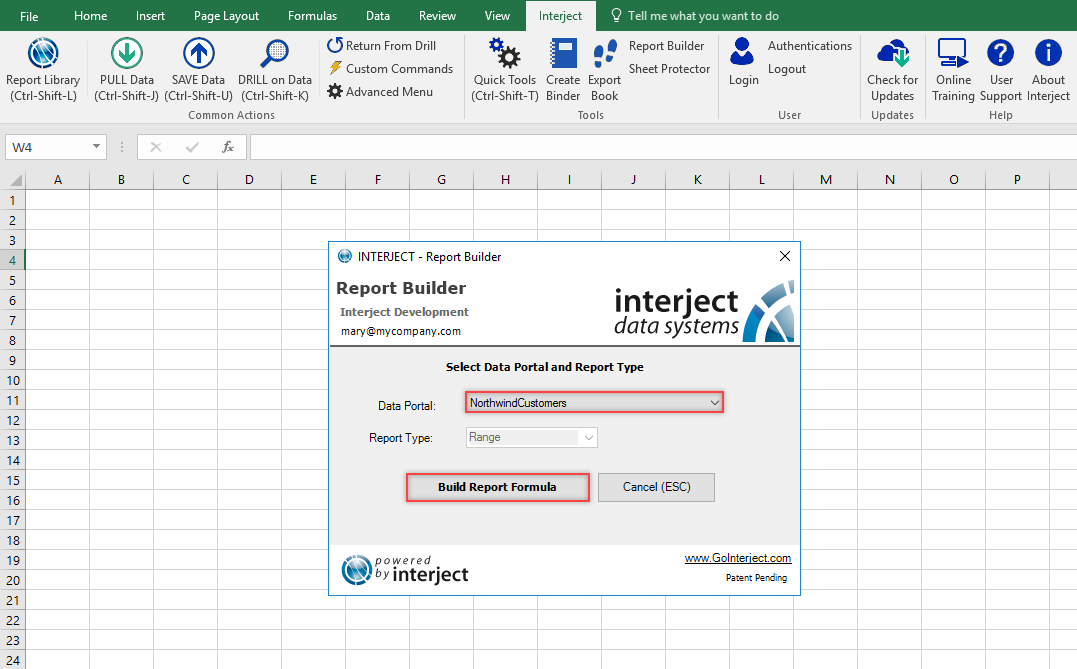 File Home Insert Page Layout Formulas Data Review View Interject Tell me what you want to do
Report Library
(Ctrl-Shift-L)
PULL Data
(Ctrl-Shift-J)
SAVE Data
(Ctrl-Shift-U)
DRILL on Data
(Ctrl-Shift-K)
Return From Drill
Custom Commands
Advanced Menu
Common Actions
Quick Tools
(Ctrl-Shift-T)
Create
Binder
Export
Book
Report Builder
Sheet Protector
Tools
Login
Authentications
Logout
User
Check for
Updates
Updates
Online
Training
User
Support
About
Interject
Help
W4
fx
A B C D E F G H I J K L M N O P
1
2
3
4
5
6
7
8
9
10
11
12
13
14
15
16
17
18
19
20
21
22
23
24
INTERJECT - Report Builder
Report Builder
Interject Development
mary@mycompany.com
interject
data systems
Select Data Portal and Report Type
Data Portal: NorthwindCustomers
Report Type: Range
Build Report Formula Cancel (ESC)
powered
by interject
www.GoInterject.com
Patent Pending